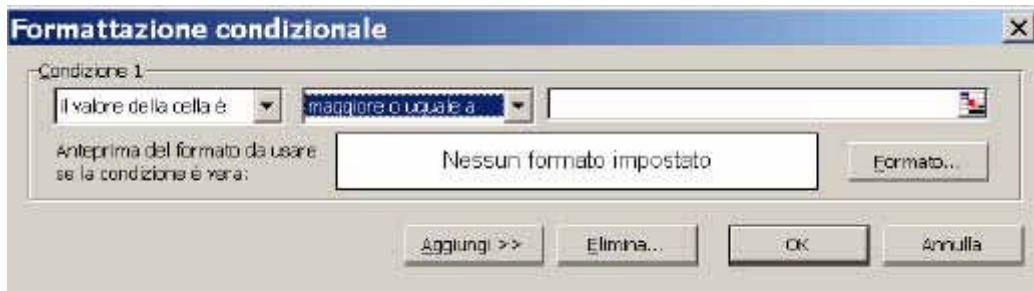 Formattazione condizionale
Condizione 1
il valore della cella è
maggiore o uguale a
Anteprima del formato da usare
se la condizione è vera:
Nessun formato impostato
Formato...
Aggiungi >>
Elimina...
OK
Annulla